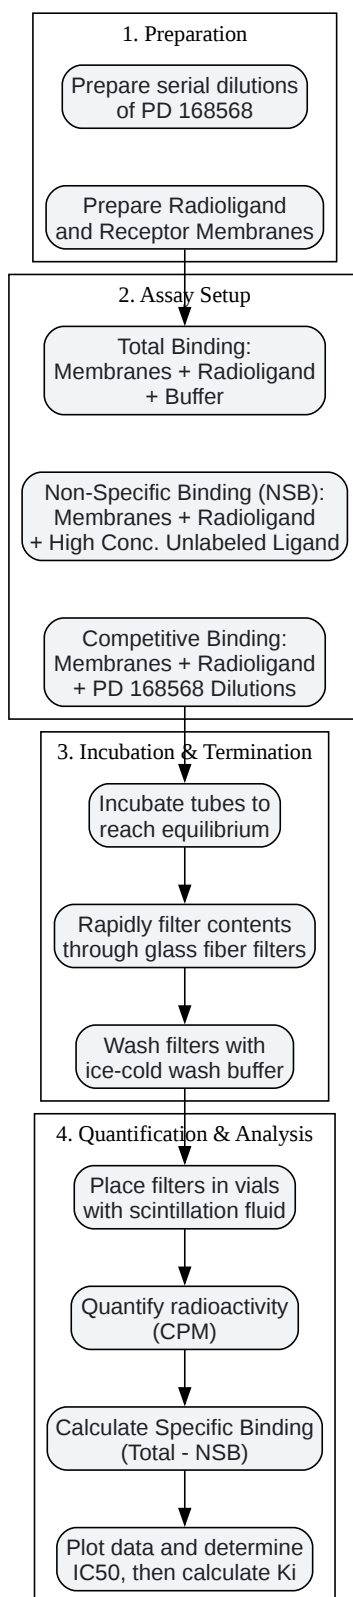 1. Preparation
Prepare serial dilutions
of PD 168568
Prepare Radioligand
and Receptor Membranes
2. Assay Setup
Total Binding:
Membranes + Radioligand
+ Buffer
Non-Specific Binding (NSB):
Membranes + Radioligand
+ High Conc. Unlabeled Ligand
Competitive Binding:
Membranes + Radioligand
+ PD 168568 Dilutions
3. Incubation & Termination
Incubate tubes to
reach equilibrium
Rapidly filter contents
through glass fiber filters
Wash filters with
ice-cold wash buffer
4. Quantification & Analysis
Place filters in vials
with scintillation fluid
Quantify radioactivity
(CPM)
Calculate Specific Binding
(Total - NSB)
Plot data and determine
IC50, then calculate Ki